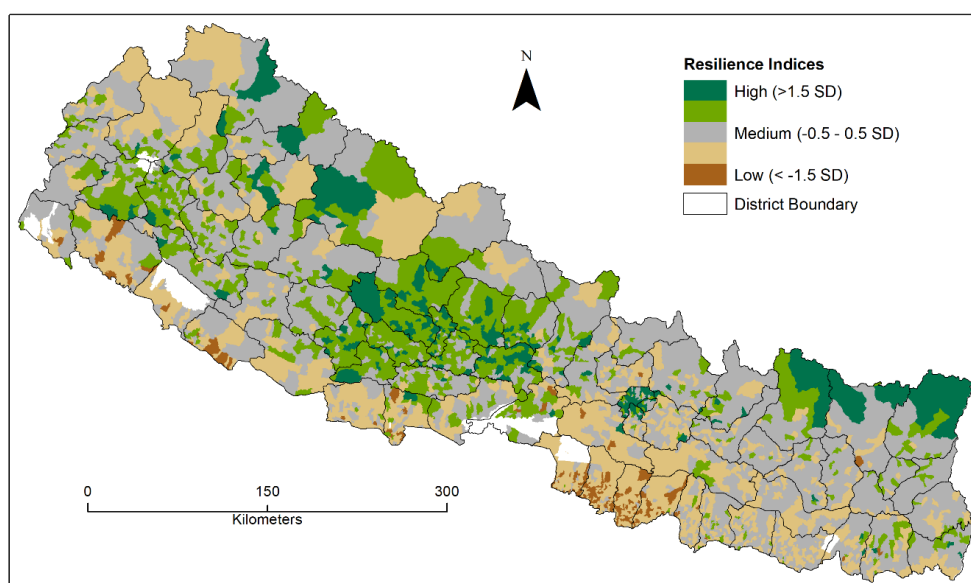 N
Resilience Indices
High (>1.5 SD)
Medium (-0.5 - 0.5 SD)
Low (< -1.5 SD)
District Boundary
0 150 300
Kilometers